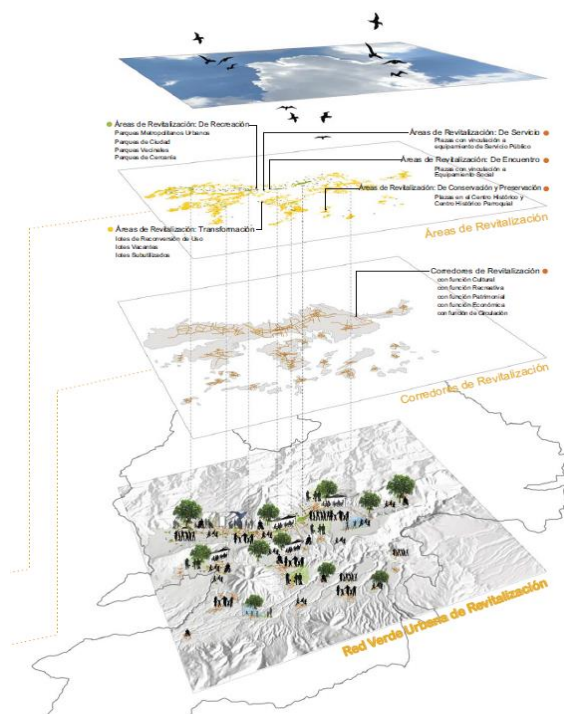 Áreas de Revitalización: De Recreación
Parques Metropolitanos Urbanos
Parques de Ciudad
Parques Vecinales
Parques de Cercanía
Áreas de Revitalización: De Servicio
Plazas con vinculación a
equipamiento de Servicio Público
Áreas de Revitalización: De Encuentro
Plazas con vinculación a
Equipamiento Social
Áreas de Revitalización: De Conservación y Preservación
Plazas en el Centro Histórico y
Centro Histórico Parroquial
Áreas de Revitalización: Transformación
lotes de Reconversión de Uso
lotes Vacantes
lotes Subutilizados
Áreas de Revitalización
Corredores de Revitalización
con función Cultural
con función Recreativa
con función Patrimonial
con función Económica
con función de Circulación
Corredores de Revitalización
Red Verde Urbana de Revitalización